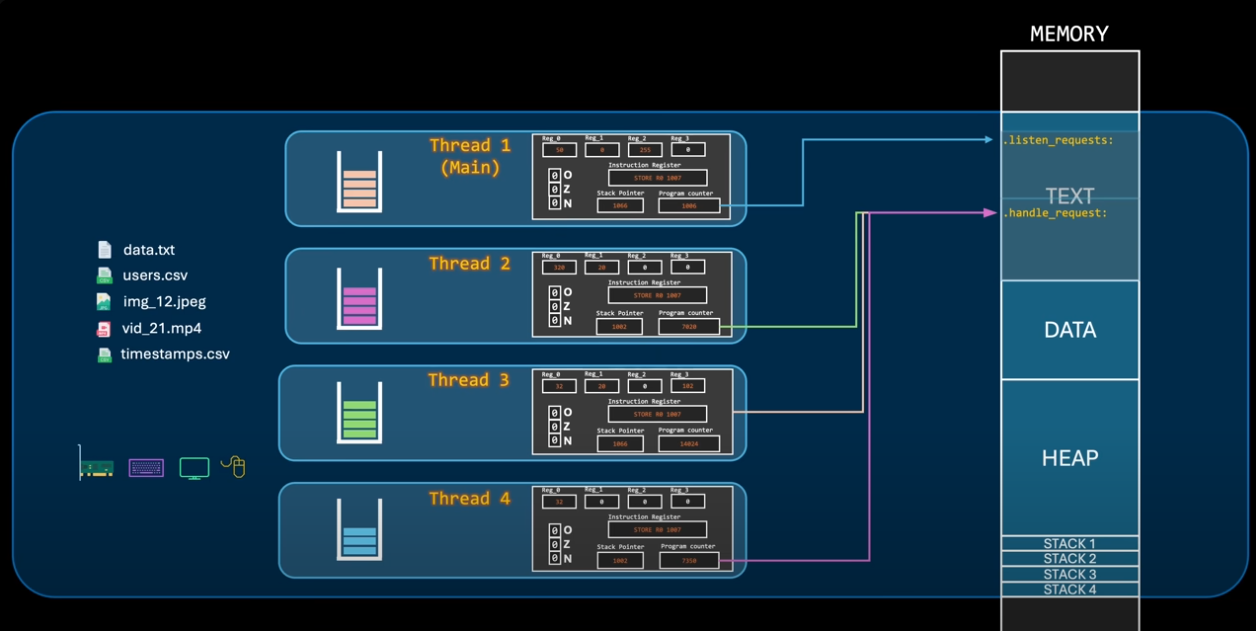 MEMORY
Thread 1
(Main)
Reg_0 Reg_1 Reg_2 Reg_3
50 0 255 0
Instruction Register
STORE R0 1007
0 O
0 Z
0 N
Stack Pointer Program counter
1066 1006
.listen_requests:
TEXT
.handle_request:
Thread 2
Reg_0 Reg_1 Reg_2 Reg_3
320 20 0 0
Instruction Register
STORE R0 1007
0 O
0 Z
0 N
Stack Pointer Program counter
1002 7020
data.txt
users.csv
img_12.jpeg
vid_21.mp4
timestamps.csv
DATA
Thread 3
Reg_0 Reg_1 Reg_2 Reg_3
32 20 0 102
Instruction Register
STORE R0 1007
0 O
0 Z
0 N
Stack Pointer Program counter
1066 14024
HEAP
Thread 4
Reg_0 Reg_1 Reg_2 Reg_3
32 0 0 0
Instruction Register
STORE R0 1007
0 O
0 Z
0 N
Stack Pointer Program counter
1002 7350
STACK 1
STACK 2
STACK 3
STACK 4